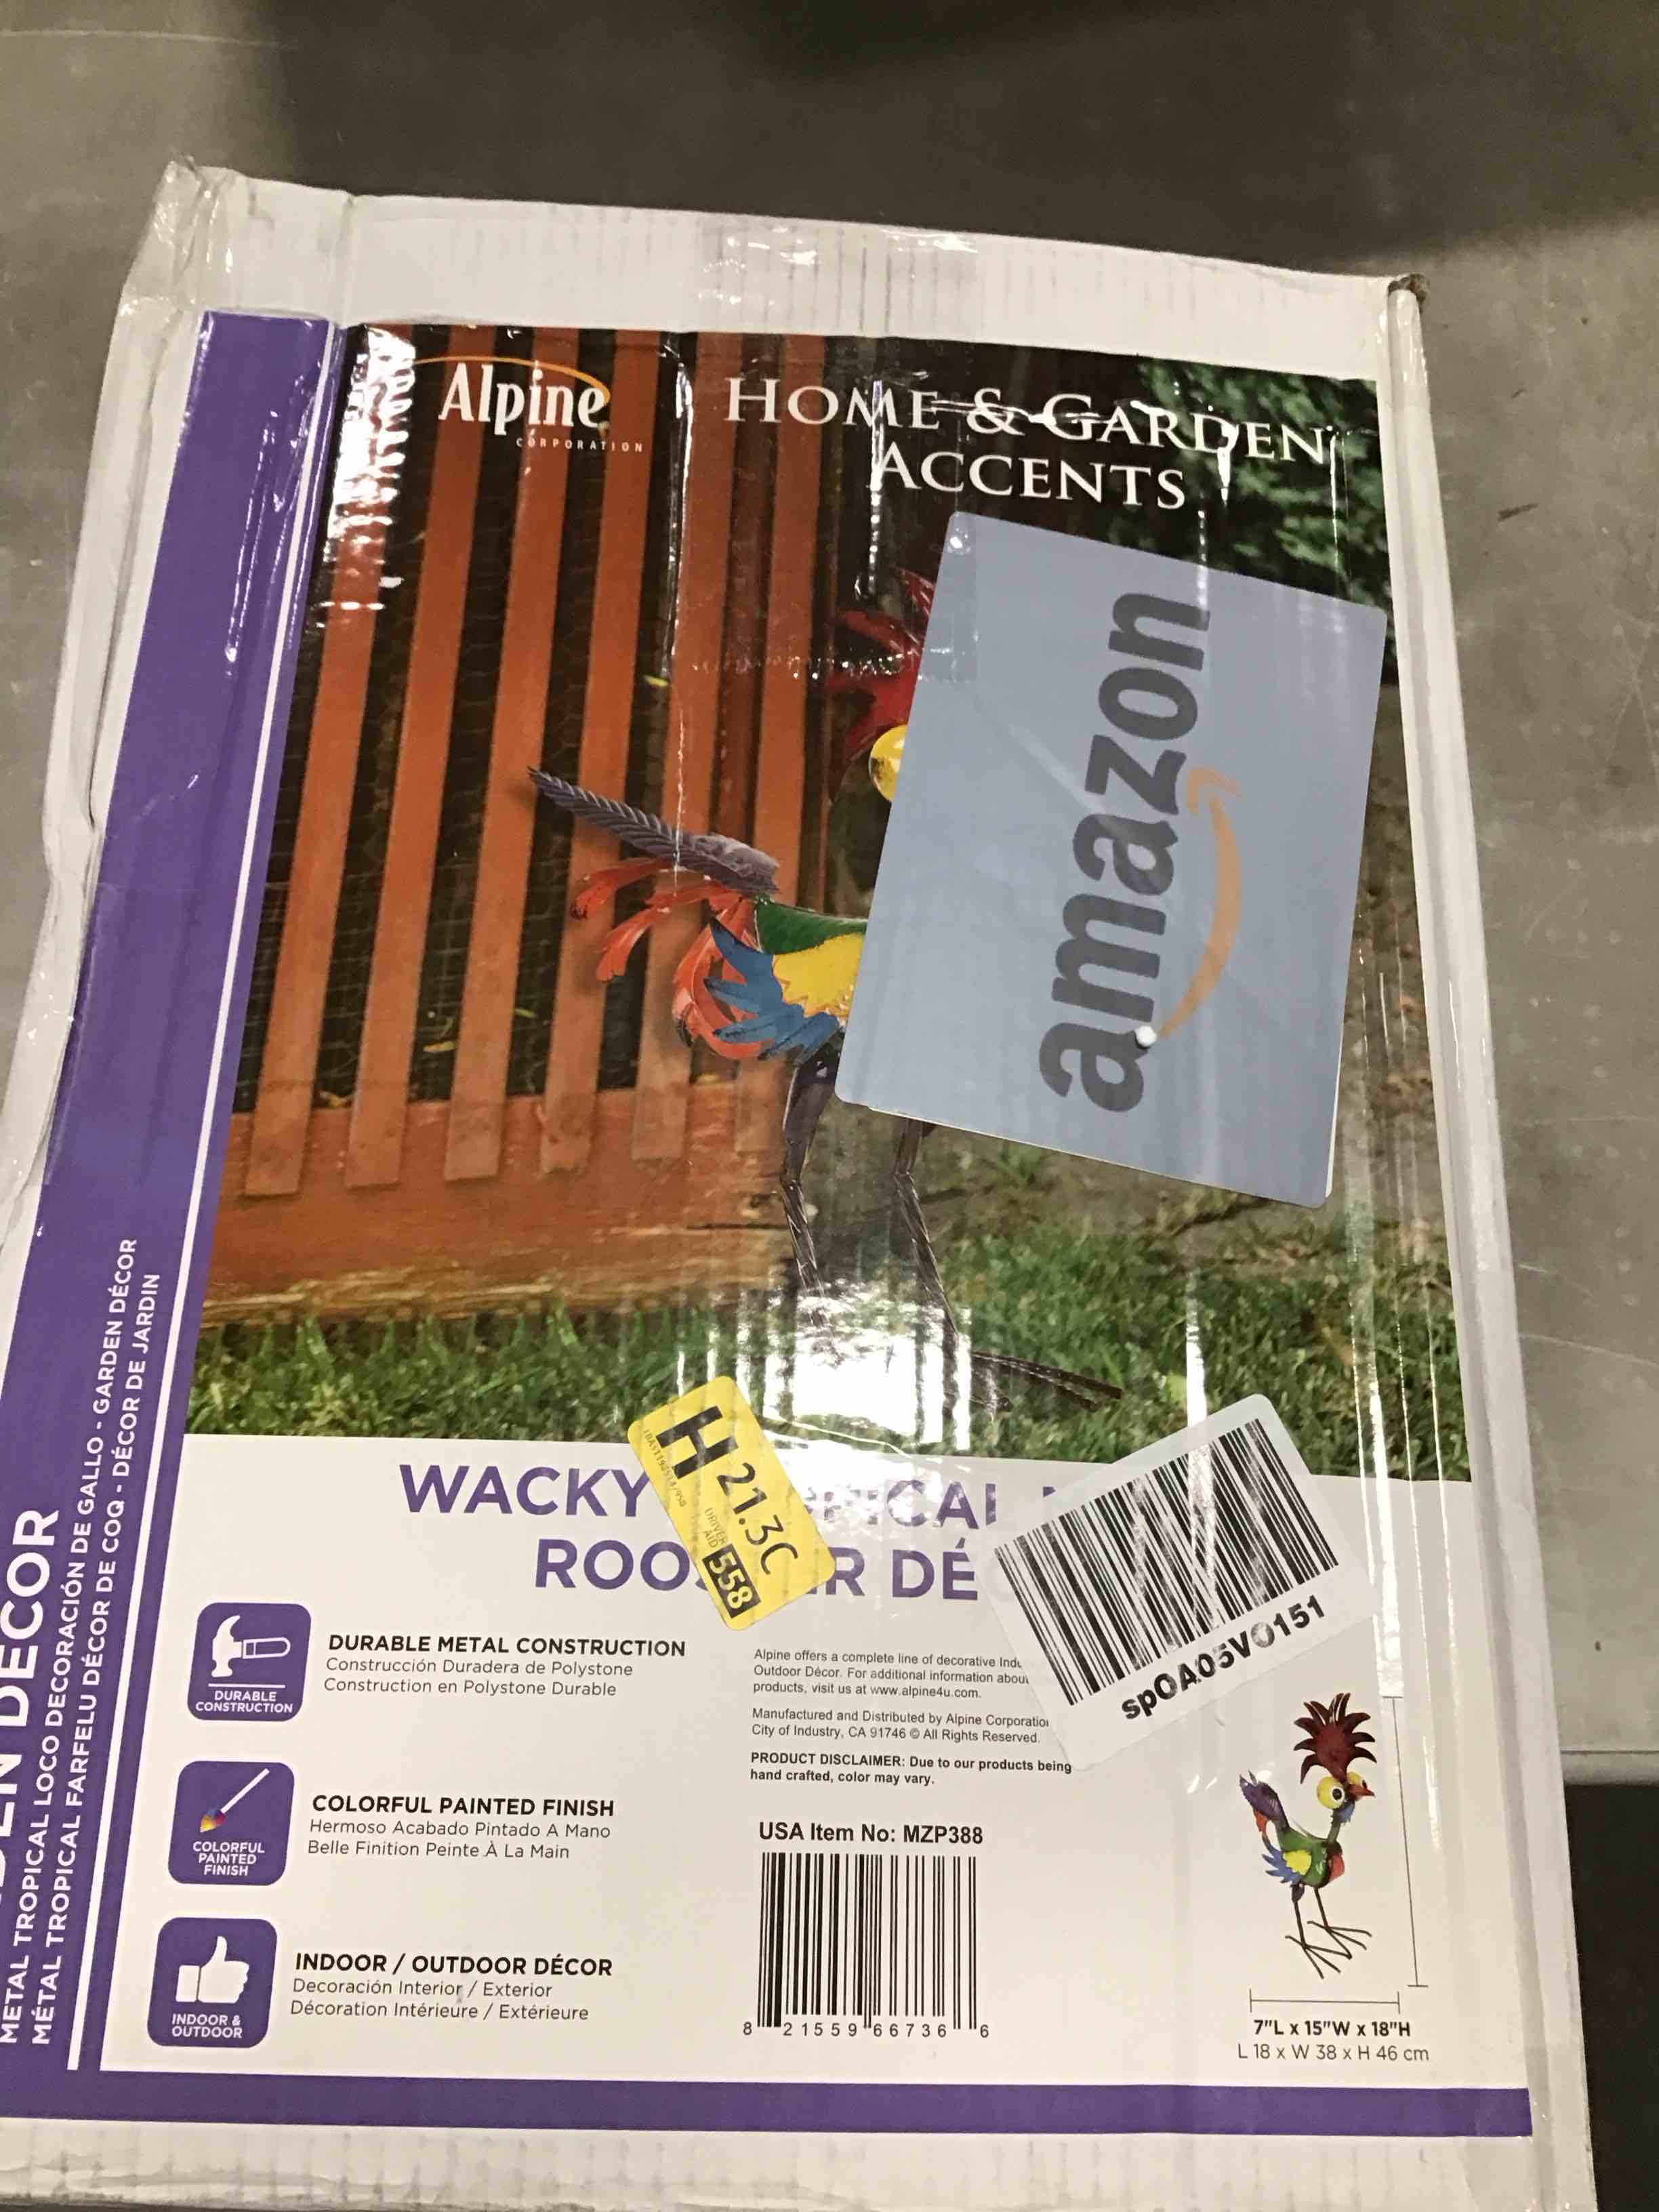 Alpine
CORPORATION
HOME & GARDEN
ACCENTS
amazon
H
21.3C
DRIVER
AID
558
WACKY
DÉ
spOA05V0151
DECOR
METAL TROPICAL LOCO DECORACIÓN DE GALLO - GARDEN DÉCOR
MÉTAL TROPICAL FARFELU DÉCOR DE COQ - DÉCOR DE JARDIN
DURABLE
CONSTRUCTION
DURABLE METAL CONSTRUCTION
Construcción Duradera de Polystone
Construction en Polystone Durable
COLORFUL
PAINTED
FINISH
COLORFUL PAINTED FINISH
Hermoso Acabado Pintado A Mano
Belle Finition Peinte À La Main
INDOOR &
OUTDOOR
INDOOR / OUTDOOR DÉCOR
Decoración Interior / Exterior
Décoration Intérieure / Extérieure
Alpine offers a complete line of decorative
Outdoor Décor. For additional information
products, visit us at www.alpine4u.com.
Manufactured and Distributed by Alpine
City of Industry, CA 91746 © All Rights Reserved.
PRODUCT DISCLAIMER: Due to our products being
hand crafted, color may vary.
USA Item No: MZP388
8 21559 66736 6
7"L x 15"W x 18"H
L 18 x W 38 x H 46 cm